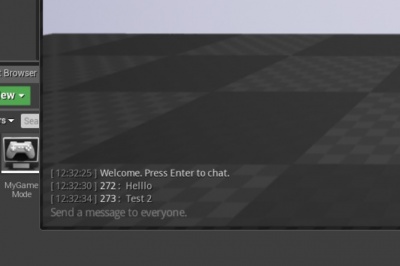 t Browser
ew
rs
Sea
[ 12:32:25 ] Welcome. Press Enter to chat.
[ 12:32:30 ] 272 : Helllo
[ 12:32:34 ] 273 : Test 2
Send a message to everyone.
MyGame
Mode